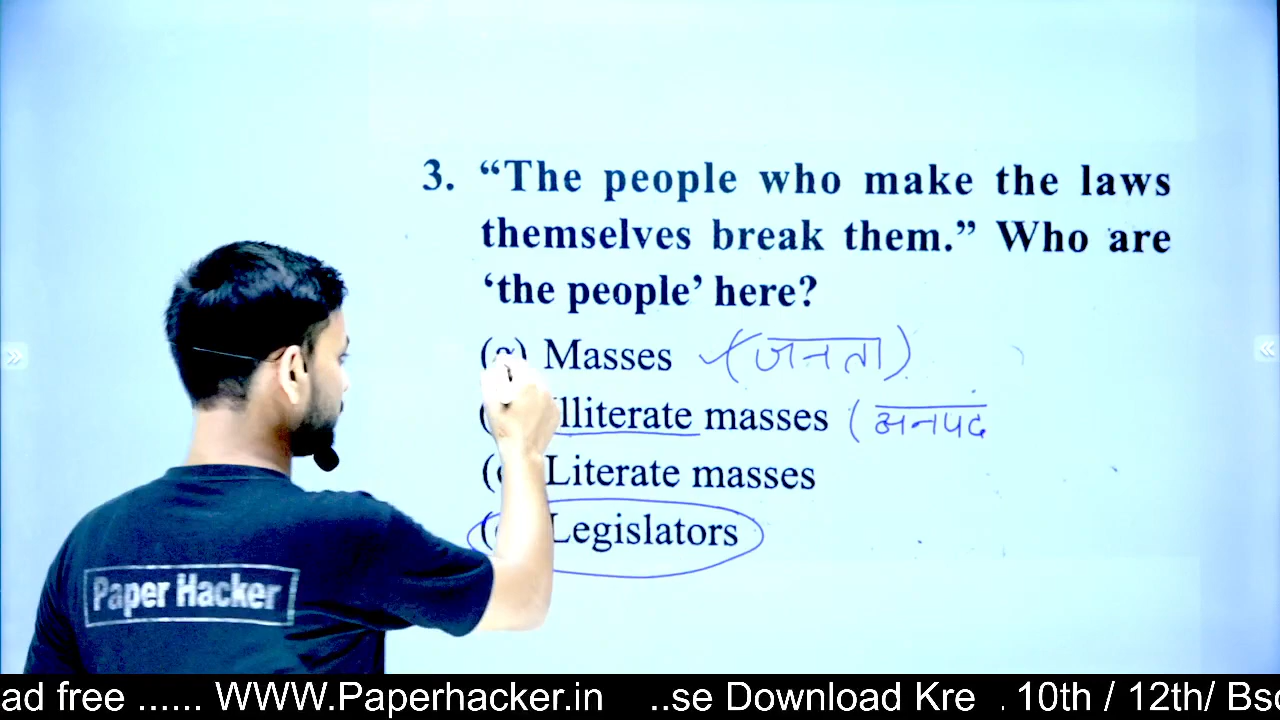 3. “The people who make the laws
themselves break them.” Who are
‘the people’ here?
(a) Masses (जनता)
( Illiterate masses (अनपढ
( Literate masses
( Legislators
Paper Hacker
ad free ...... WWW.Paperhacker.in ..se Download Kre . 10th / 12th/ Bsc